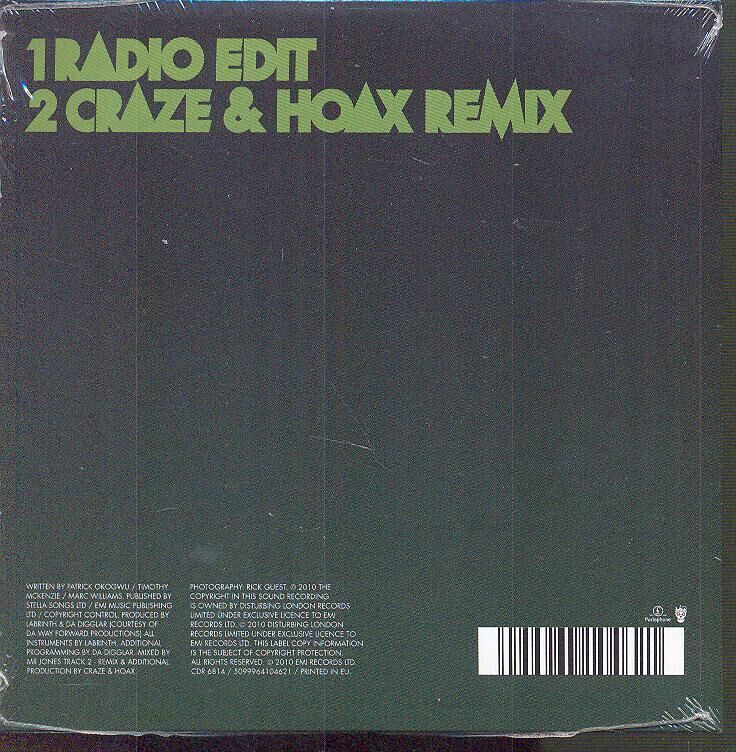 1 RADIO EDIT
2 CRAZE & HOAX REMIX
WRITTEN BY PATRICK OKOGWU / TIMOTHY
MCKENZIE / MARC WILLIAMS. PUBLISHED BY
STELLA SONGS LTD / EMI MUSIC PUBLISHING
LTD / COPYRIGHT CONTROL. PRODUCED BY
LABRINTH & DA DIGGLAR (COURTESY OF
DA WAY FORWARD PRODUCTIONS) ALL
INSTRUMENTS BY LABRINTH. ADDITIONAL
PROGRAMMING BY DA DIGGLAR. MIXED BY
MR JONES TRACK 2 - REMIX & ADDITIONAL
PRODUCTION BY CRAZE & HOAX.
PHOTOGRAPHY: RICK GUEST. ℗ 2010 THE
COPYRIGHT IN THIS SOUND RECORDING
IS OWNED BY DISTURBING LONDON RECORDS
LIMITED UNDER EXCLUSIVE LICENCE TO EMI
RECORDS LTD. © 2010 DISTURBING LONDON
RECORDS LIMITED UNDER EXCLUSIVE LICENCE TO
EMI RECORDS LTD. THIS LABEL COPY INFORMATION
IS THE SUBJECT OF COPYRIGHT PROTECTION.
ALL RIGHTS RESERVED. © 2010 EMI RECORDS LTD.
CDR 6814 / 5099964104621 / PRINTED IN EU.
Parlophone